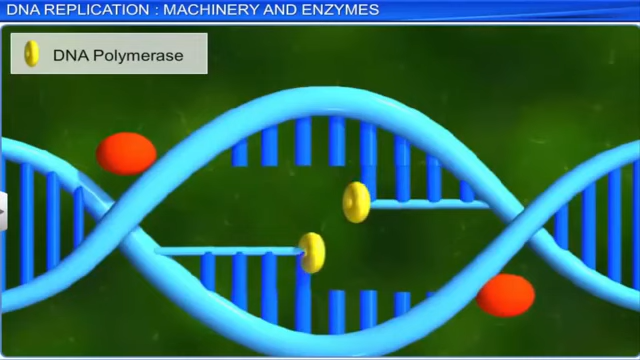 DNA REPLICATION : MACHINERY AND ENZYMES
DNA Polymerase